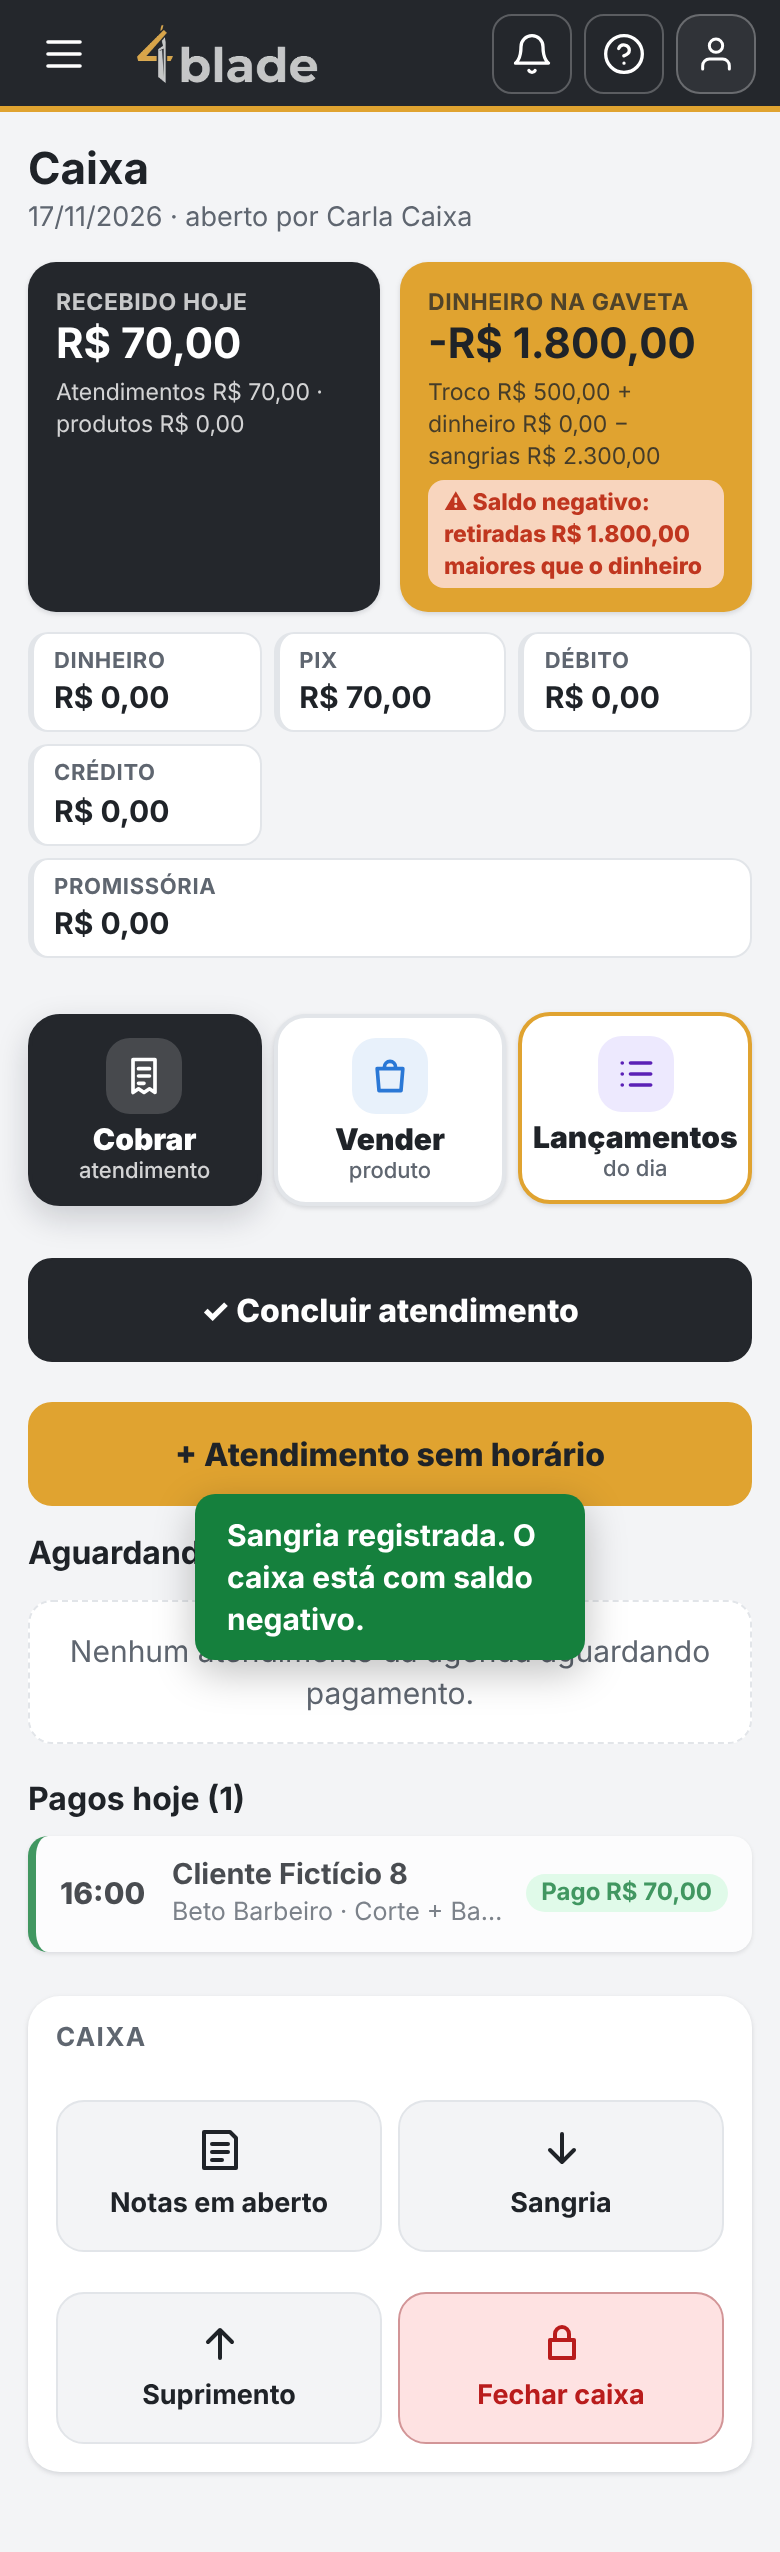 4blade
Caixa
17/11/2026 · aberto por Carla Caixa
RECEBIDO HOJE
R$ 70,00
Atendimentos R$ 70,00 ·
produtos R$ 0,00
DINHEIRO NA GAVETA
-R$ 1.800,00
Troco R$ 500,00 +
dinheiro R$ 0,00 −
sangrias R$ 2.300,00
⚠ Saldo negativo:
retiradas R$ 1.800,00
maiores que o dinheiro
DINHEIRO
R$ 0,00
PIX
R$ 70,00
DÉBITO
R$ 0,00
CRÉDITO
R$ 0,00
PROMISSÓRIA
R$ 0,00
Cobrar
atendimento
Vender
produto
Lançamentos
do dia
✓ Concluir atendimento
+ Atendimento sem horário
Sangria registrada. O
caixa está com saldo
negativo.
Nenhum aguardando
pagamento.
Pagos hoje (1)
16:00
Cliente Fictício 8
Beto Barbeiro · Corte + Ba...
Pago R$ 70,00
CAIXA
Notas em aberto
Sangria
Suprimento
Fechar caixa